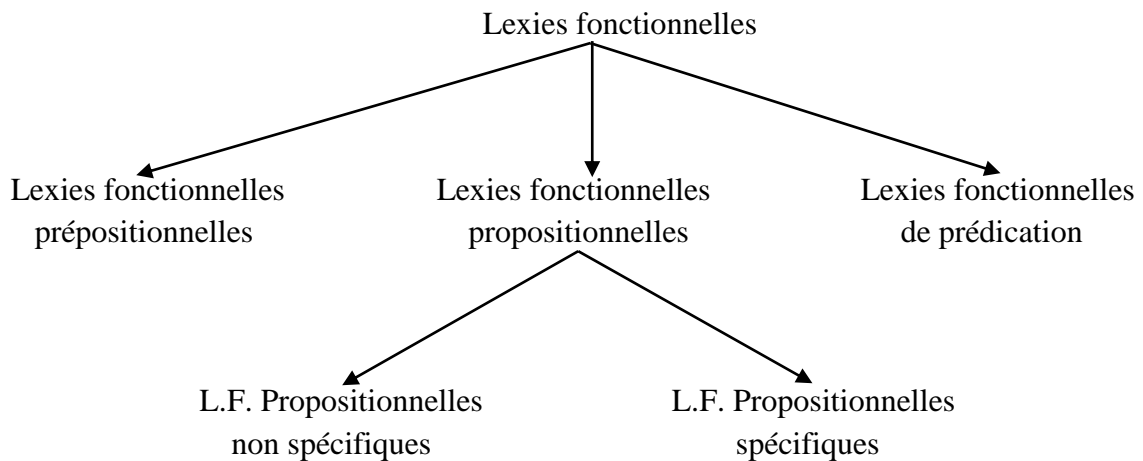 Lexies fonctionnelles
Lexies fonctionnelles
prépositionnelles
Lexies fonctionnelles
propositionnelles
Lexies fonctionnelles
de prédication
L.F. Propositionnelles
non spécifiques
L.F. Propositionnelles
spécifiques